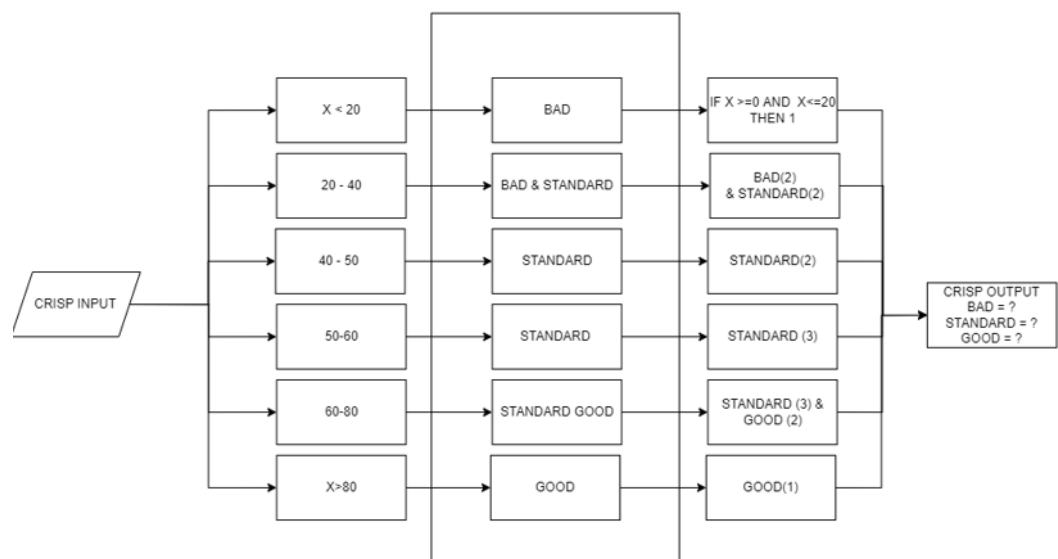 CRISP INPUT
X < 20
BAD
IF X >=0 AND X<=20
THEN 1
20 - 40
BAD & STANDARD
BAD(2)
& STANDARD(2)
40 - 50
STANDARD
STANDARD(2)
50-60
STANDARD
STANDARD (3)
60-80
STANDARD GOOD
STANDARD (3) &
GOOD (2)
X>80
GOOD
GOOD(1)
CRISP OUTPUT
BAD = ?
STANDARD = ?
GOOD = ?